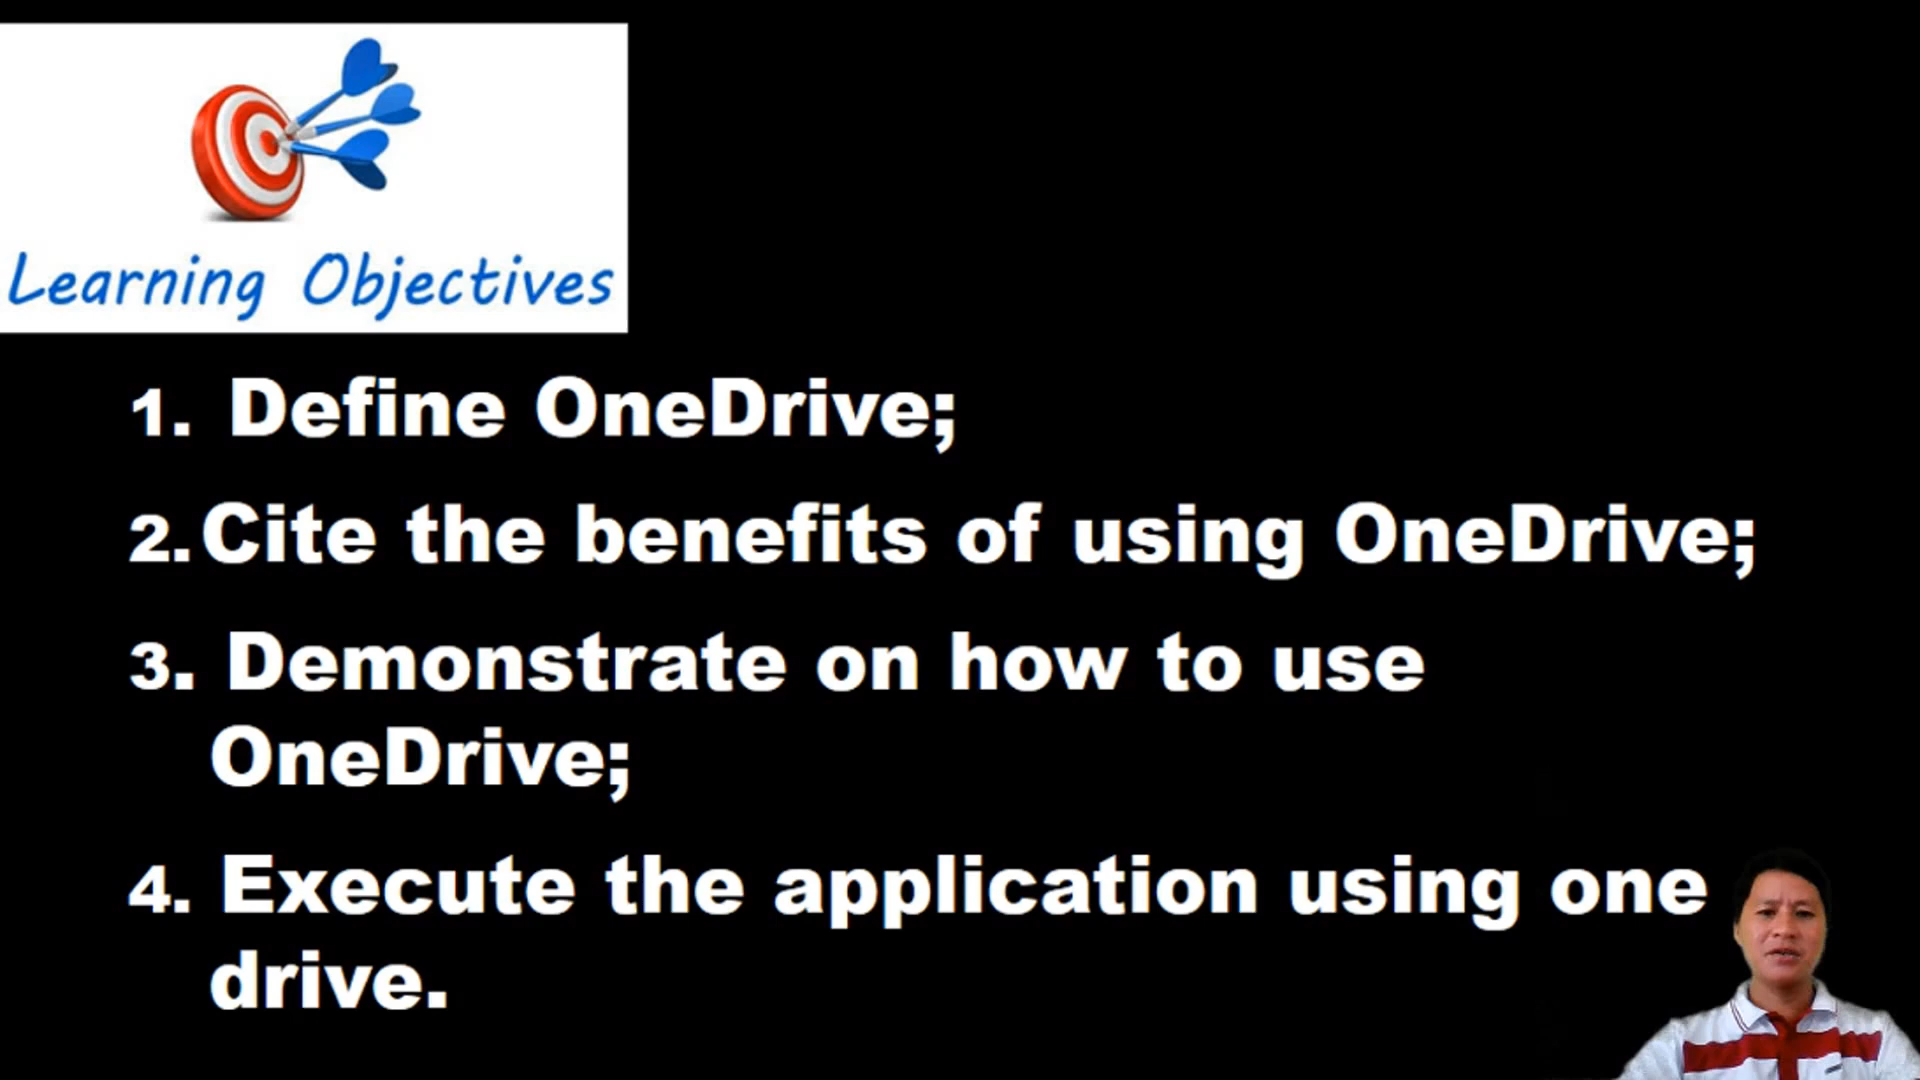 Learning Objectives
1. Define OneDrive;
2. Cite the benefits of using OneDrive;
3. Demonstrate on how to use
OneDrive;
4. Execute the application using one
drive.